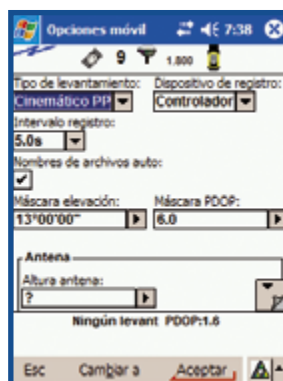 Opciones móvil 7:38
9 1.800
Tipo de levantamiento: Dispositivo de registro:
Cinemático PP Controlador
Intervalo registro:
5.0s
Nombres de archivos auto:
Máscara elevación: Máscara PDOP:
13°00'00" 6.0
Antena
Altura antena:
?
Ningún levant PDOP:1.6
Esc Cambiar a Aceptar